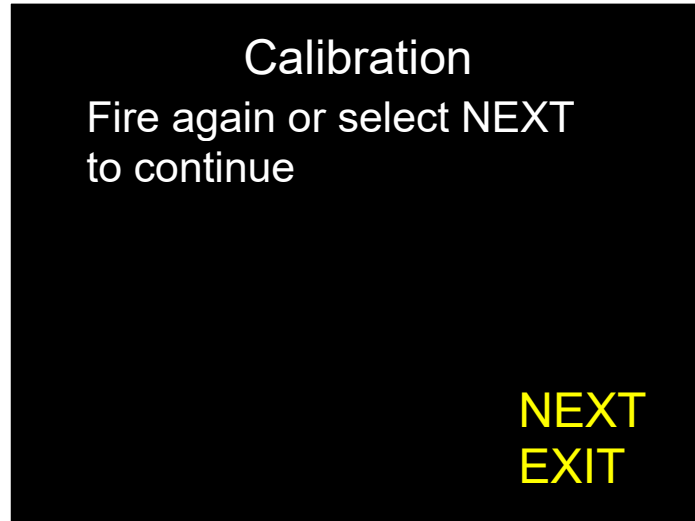 Calibration
Fire again or select NEXT
to continue
NEXT
EXIT